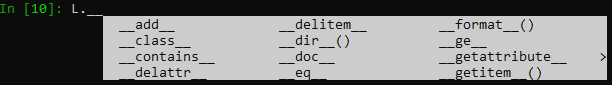 In [10]: L.__
__add__ __delitem__ __format__()
__class__ __dir__() __ge__
__contains__ __doc__ __getattribute__ >
__delattr__ __eq__ __getitem__()